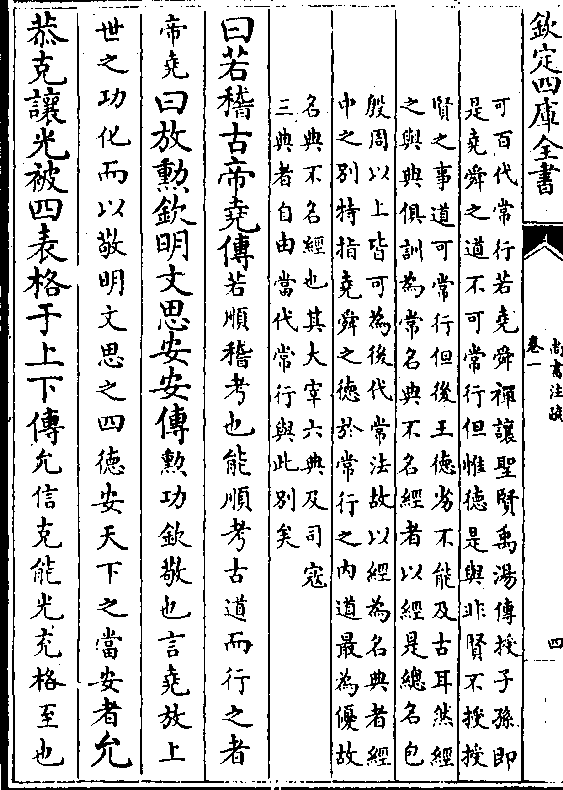 欽定四庫全書
尚書注疏
卷一
四
可百代常行若堯舜禪讓聖賢禹湯傳授子孫即
是堯舜之道不可常行但惟德是與非賢不授授
賢之事道可常行但後王德劣不能及古耳然經
之與典俱訓為常名典不名經者以經是總名包
殷周以上皆可為後代常法故以經為名典者經
中之別特指堯舜之德於常行之內道最為優故
名典不名經也其大宰六典及司寇
三典者自由當代常行與此別矣
曰若稽古帝堯傳若順稽考也能順考古道而行之者
帝堯曰放勲欽明文思安安傳勲功欽敬也言堯放上
世之功化而以敬明文思之四德安天下之當安者允
恭克讓光被四表格于上下傳允信克能光充格至也